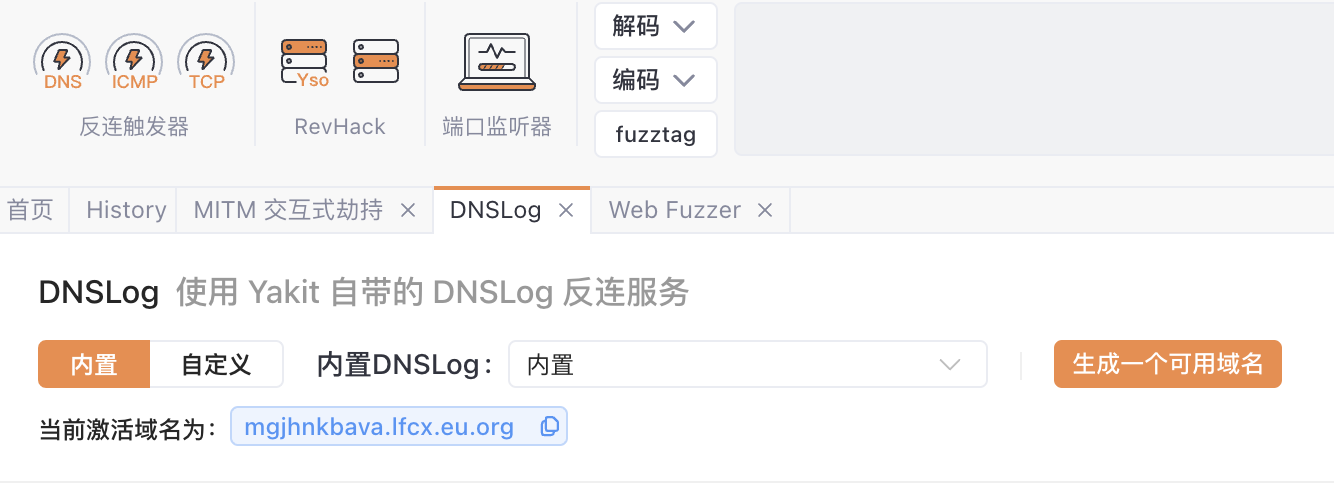 DNS ICMP TCP
反连触发器
Yso
RevHack
端口监听器
解码
编码
fuzztag
首页 History MITM 交互式劫持 DNSLog Web Fuzzer
DNSLog 使用 Yakit 自带的 DNSLog 反连服务
内置 自定义 内置DNSLog： 内置 生成一个可用域名
当前激活域名为： mgjhnkbava.lfcx.eu.org